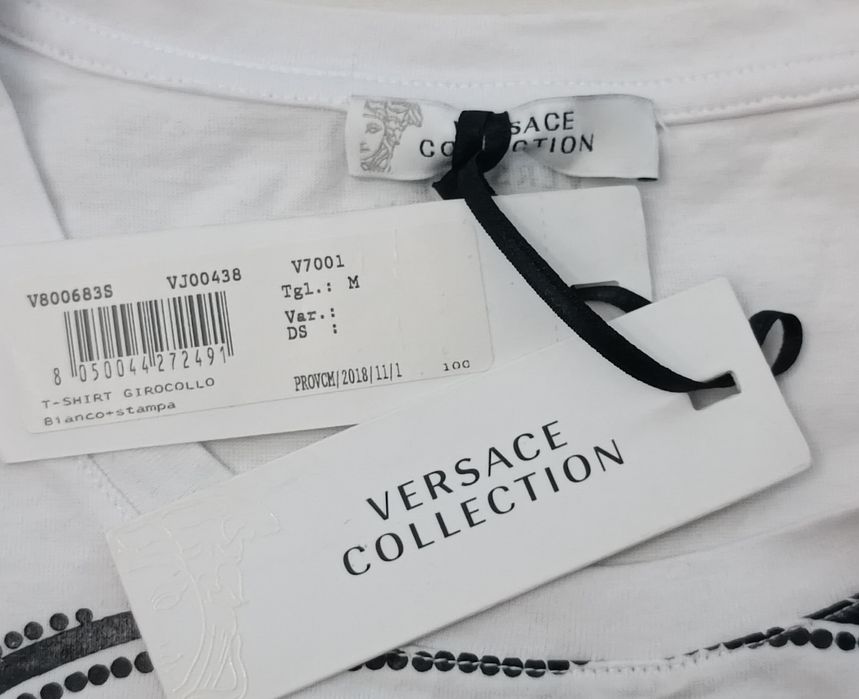 VERSACE
COLLECTION
V800683S VJ00438 V7001
Tgl.: M
Var.:
DS :
8 050044 272491
T-SHIRT GIROCOLLO
Bianco+stampa
PROVCM/2018/11/1 100
VERSACE
COLLECTION